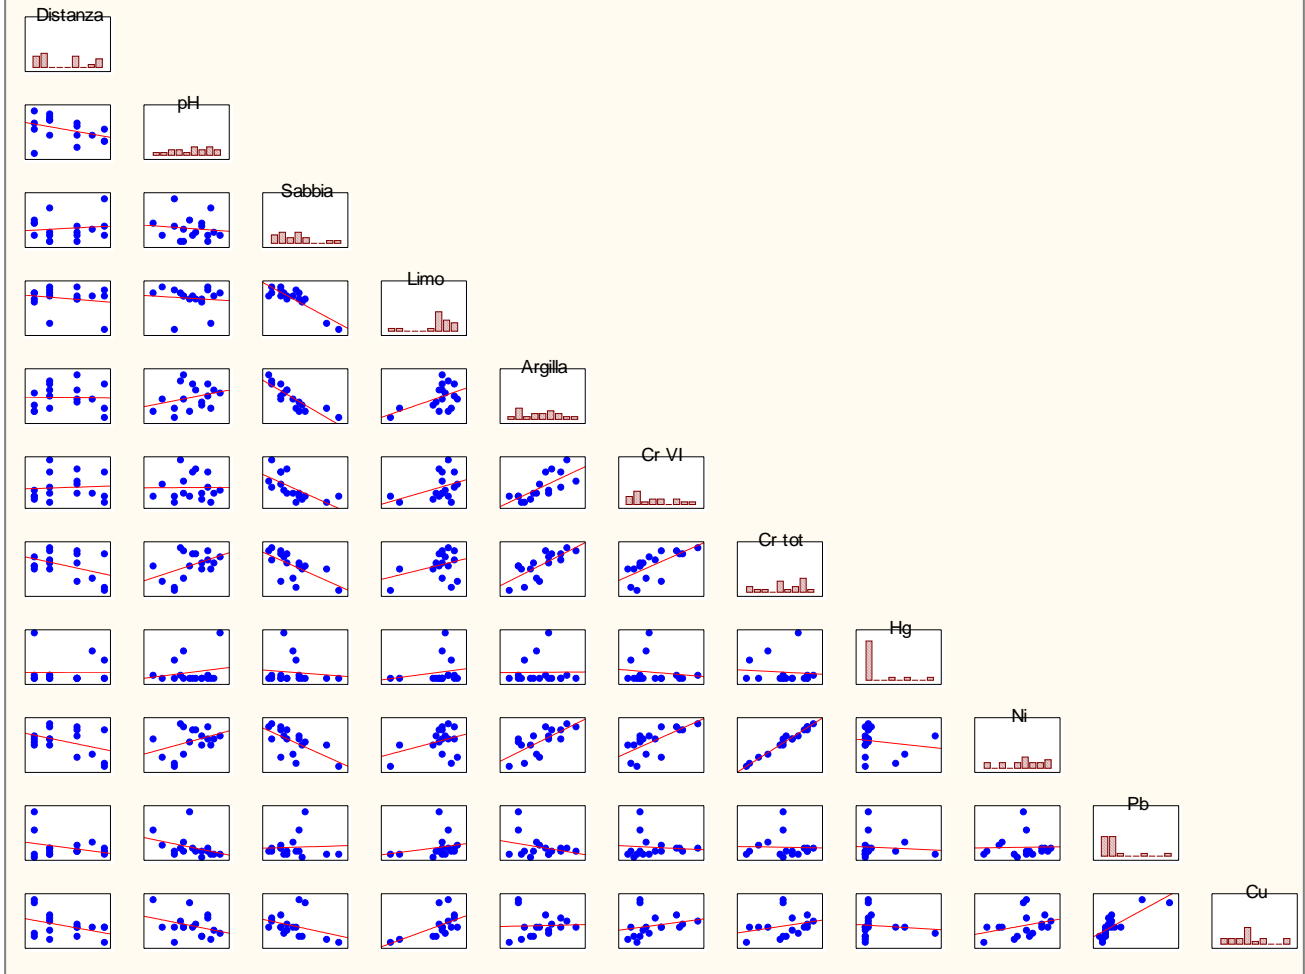 Distanza
pH
Sabbia
Limo
Argilla
Cr VI
Cr tot
Hg
Ni
Pb
Cu